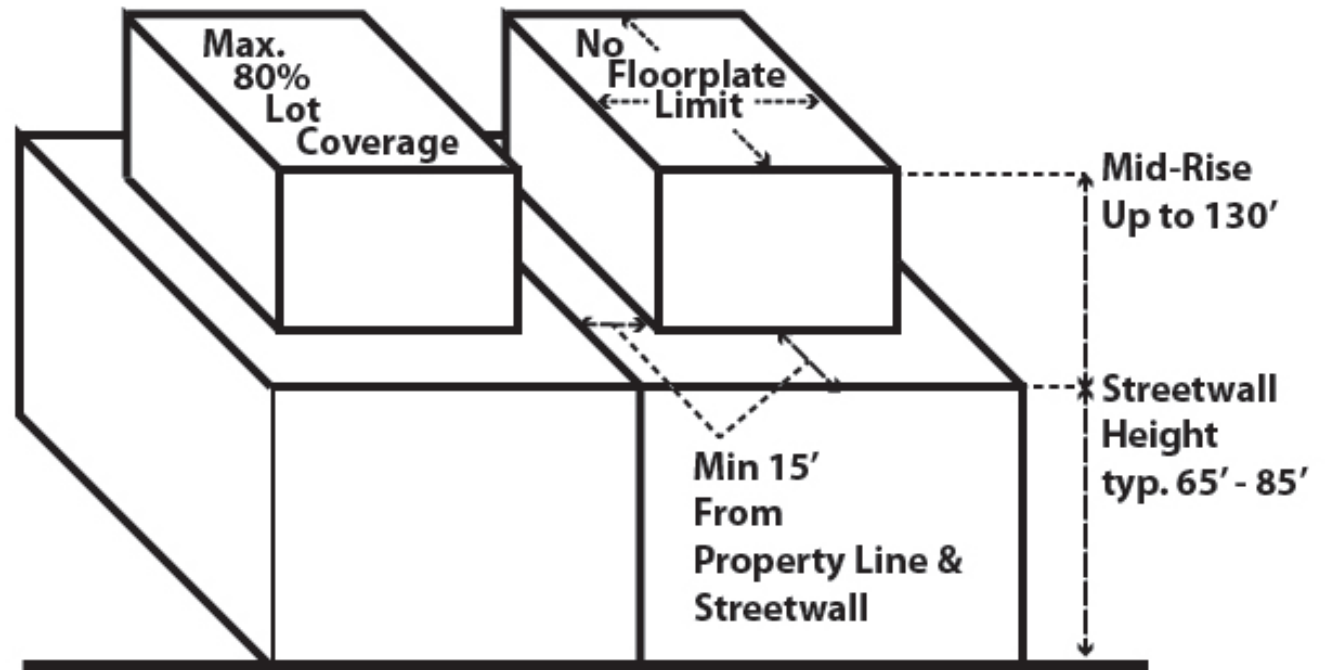 Max.
80%
Lot
Coverage
No
Floorplate
Limit
Mid-Rise
Up to 130′
Streetwall
Height
typ. 65′ - 85′
Min 15′
From
Property Line &
Streetwall